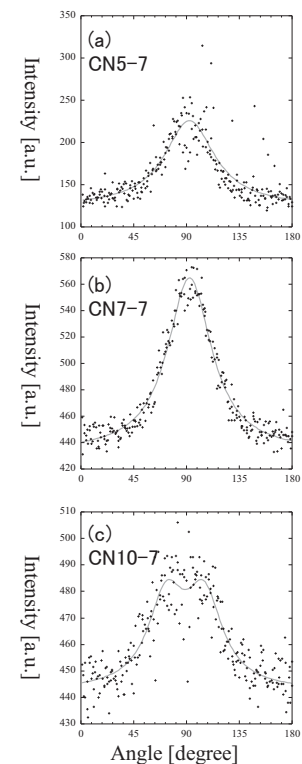 350
(a)
CN5-7
300
250
200
150
100
Intensity [a.u.]
0 45 90 135 180
580
(b)
CN7-7
560
540
520
500
480
460
440
420
Intensity [a.u.]
0 45 90 135 180
510
(c)
CN10-7
500
490
480
470
460
450
440
430
Intensity [a.u.]
0 45 90 135 180
Angle [degree]